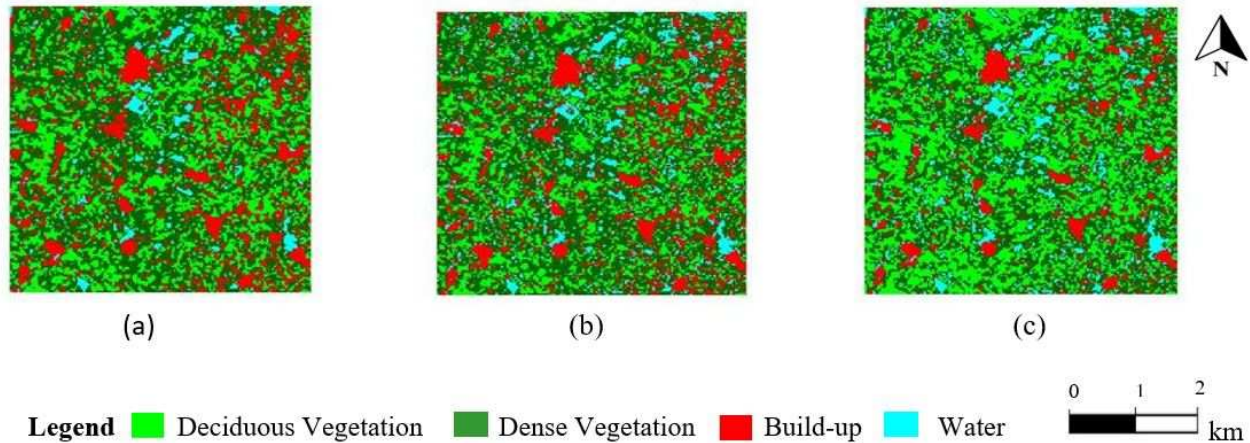 N
(a) (b) (c)
0 1 2
Legend Deciduous Vegetation Dense Vegetation Build-up Water km